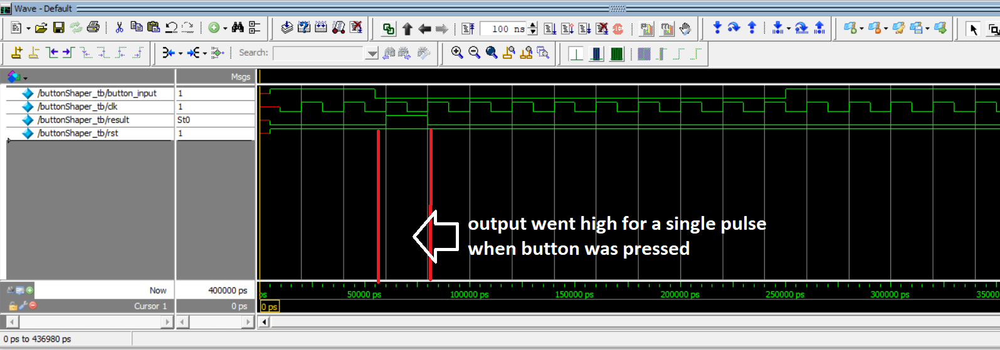 Wave - Default
100 ns
Search:
Msgs
/buttonShaper_tb/button_input 1
/buttonShaper_tb/clk 1
/buttonShaper_tb/result St0
/buttonShaper_tb/rst 1
output went high for a single pulse
when button was pressed
Now 400000 ps
ps 50000 ps 100000 ps 150000 ps 200000 ps 250000 ps 300000 ps 35000
Cursor 1 0 ps
0 ps
0 ps to 436980 ps